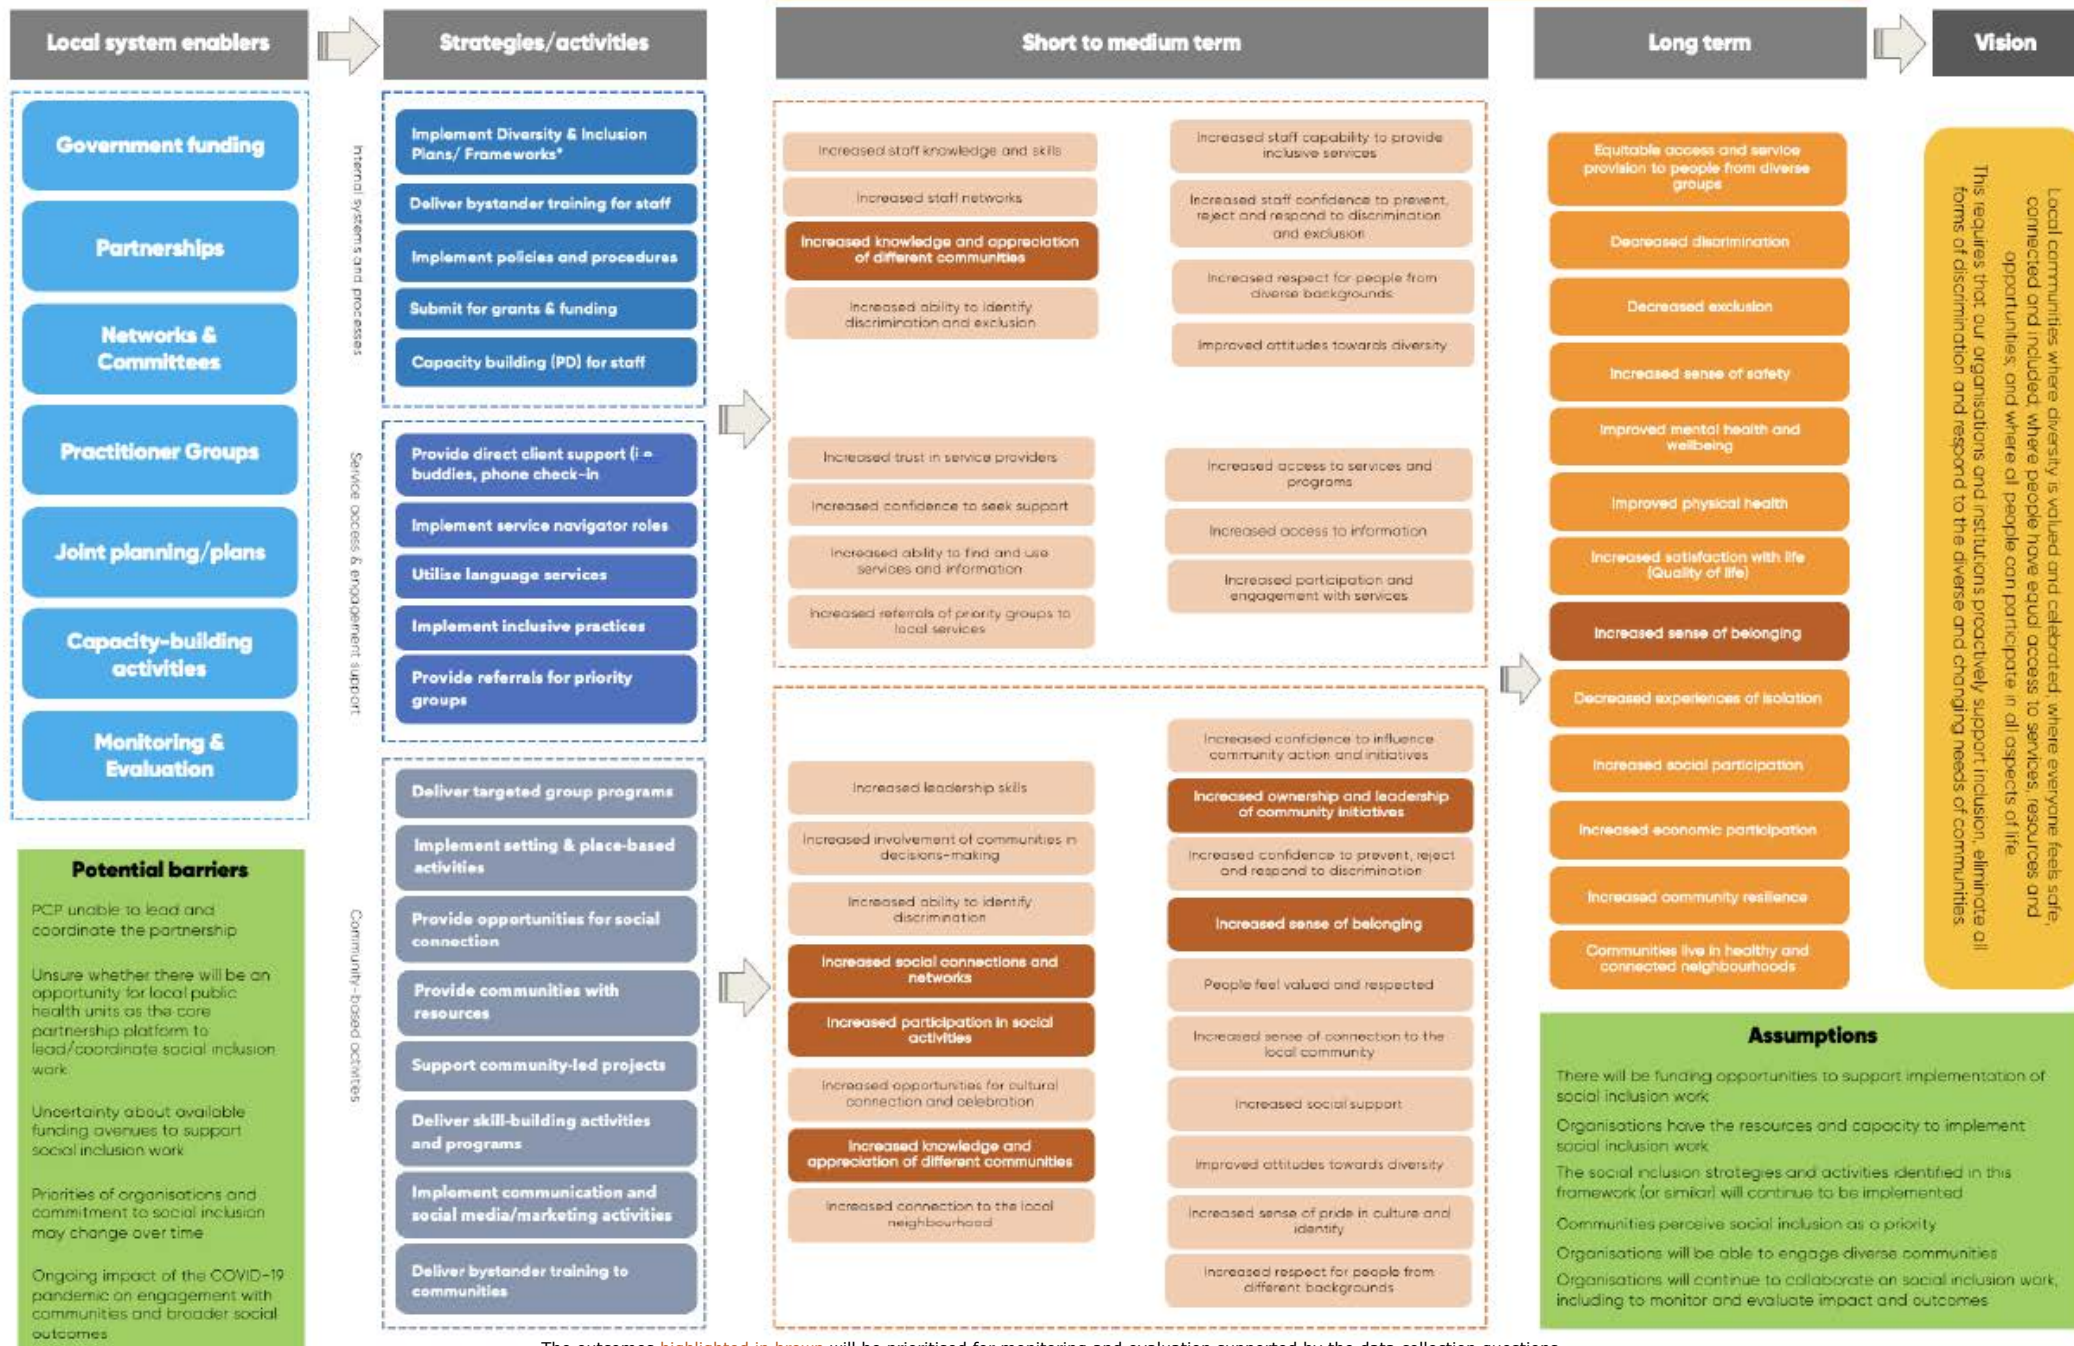 Local system enablers
Strategies/activities
Short to medium term
Long term
Vision
Government funding
Partnerships
Networks &
Committees
Practitioner Groups
Joint planning/plans
Capacity-building
activities
Monitoring &
Evaluation
Potential barriers
PCP unable to lead and
coordinate the partnership
Unsure whether there will be an
opportunity for local public
health units as the core
partnership platform to
lead/coordinate social inclusion
work
Uncertainty about available
funding avenues to support
social inclusion work
Priorities of organisations and
commitment to social inclusion
may change over time
Ongoing impact of the COVID-19
pandemic on engagement with
communities and broader social
outcomes
Internal systems and processes
Implement Diversity & Inclusion
Plans/ Frameworks*
Deliver bystander training for staff
Implement policies and procedures
Submit for grants & funding
Capacity building (PD) for staff
Service access & engagement support
Provide direct client support (i e
buddies, phone check-in
Implement service navigator roles
Utilise language services
Implement inclusive practices
Provide referrals for priority
groups
Community-based activities
Deliver targeted group programs
Implement setting & place-based
activities
Provide opportunities for social
connection
Provide communities with
resources
Support community-led projects
Deliver skill-building activities
and programs
Implement communication and
social media/marketing activities
Deliver bystander training to
communities
Increased staff knowledge and skills
Increased staff networks
Increased knowledge and appreciation
of different communities
Increased ability to identify
discrimination and exclusion
Increased staff capability to provide
inclusive services
Increased staff confidence to prevent,
reject and respond to discrimination
and exclusion
Increased respect for people from
diverse backgrounds
Improved attitudes towards diversity
Increased trust in service providers
Increased confidence to seek support
Increased ability to find and use
services and information
Increased referrals of priority groups to
local services
Increased access to services and
programs
Increased access to information
Increased participation and
engagement with services
Increased leadership skills
Increased involvement of communities in
decisions-making
Increased ability to identify
discrimination
Increased social connections and
networks
Increased participation in social
activities
Increased opportunities for cultural
connection and celebration
Increased knowledge and
appreciation of different communities
Increased connection to the local
neighbourhood
Increased confidence to influence
community action and initiatives
Increased ownership and leadership
of community initiatives
Increased confidence to prevent, reject
and respond to discrimination
Increased sense of belonging
People feel valued and respected
Increased sense of connection to the
local community
Increased social support
Improved attitudes towards diversity
Increased sense of pride in culture and
identity
Increased respect for people from
different backgrounds
Equitable access and service
provision to people from diverse
groups
Decreased discrimination
Decreased exclusion
Increased sense of safety
Improved mental health and
wellbeing
Improved physical health
Increased satisfaction with life
(Quality of life)
Increased sense of belonging
Decreased experiences of isolation
Increased social participation
Increased economic participation
Increased community resilience
Communities live in healthy and
connected neighbourhoods
Local communities where diversity is valued and celebrated; where everyone feels safe,
connected and included; where people have equal access to services, resources and
opportunities; and where all people can participate in all aspects of life.
This requires that our organisations and institutions proactively support inclusion, eliminate all
forms of discrimination and respond to the diverse and changing needs of communities.
Assumptions
There will be funding opportunities to support implementation of
social inclusion work
Organisations have the resources and capacity to implement
social inclusion work
The social inclusion strategies and activities identified in this
framework (or similar) will continue to be implemented
Communities perceive social inclusion as a priority
Organisations will be able to engage diverse communities
Organisations will continue to collaborate on social inclusion work,
including to monitor and evaluate impact and outcomes
The outcomes highlighted in brown will be prioritised for monitoring and evaluation supported by the data collection questions